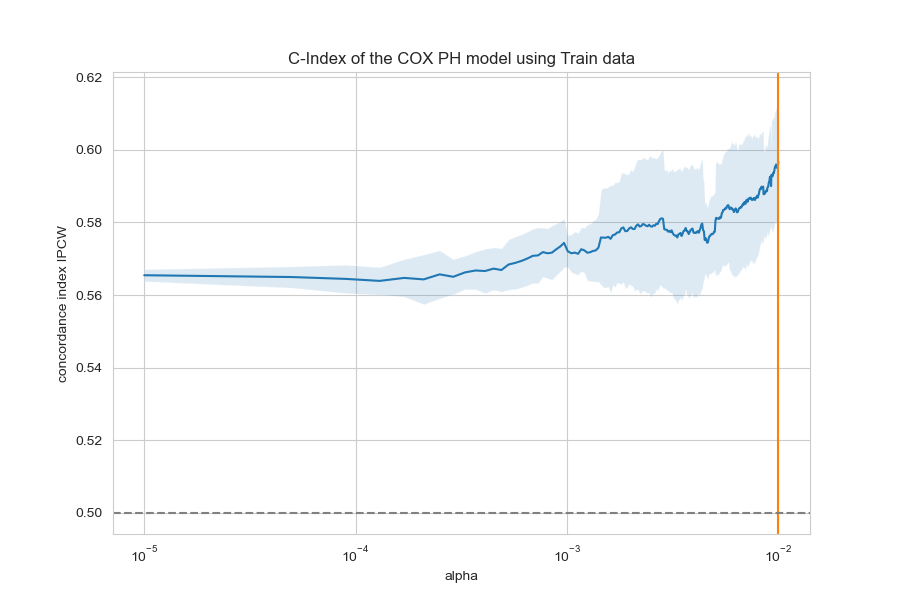 C-Index of the COX PH model using Train data
concordance index IPCW
0.62
0.60
0.58
0.56
0.54
0.52
0.50
10⁻⁵ 10⁻⁴ 10⁻³ 10⁻²
alpha